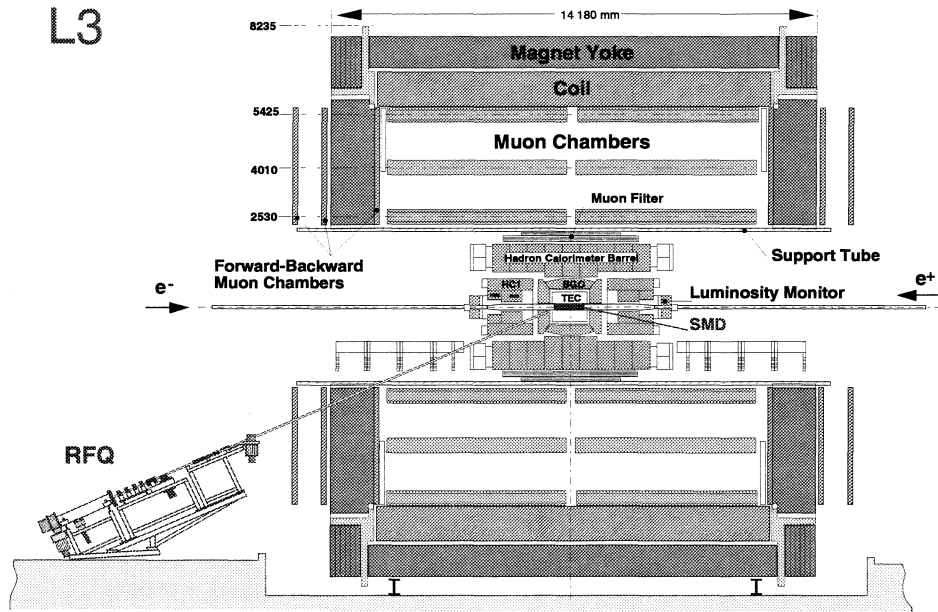 L3
14 180 mm
8235
Magnet Yoke
Coil
5425
Muon Chambers
4010
Muon Filter
2530
Support Tube
Hadron Calorimeter Barrel
Forward-Backward
Muon Chambers
HC1
BGO
TEC
Luminosity Monitor
e-
e+
SMD
RFQ